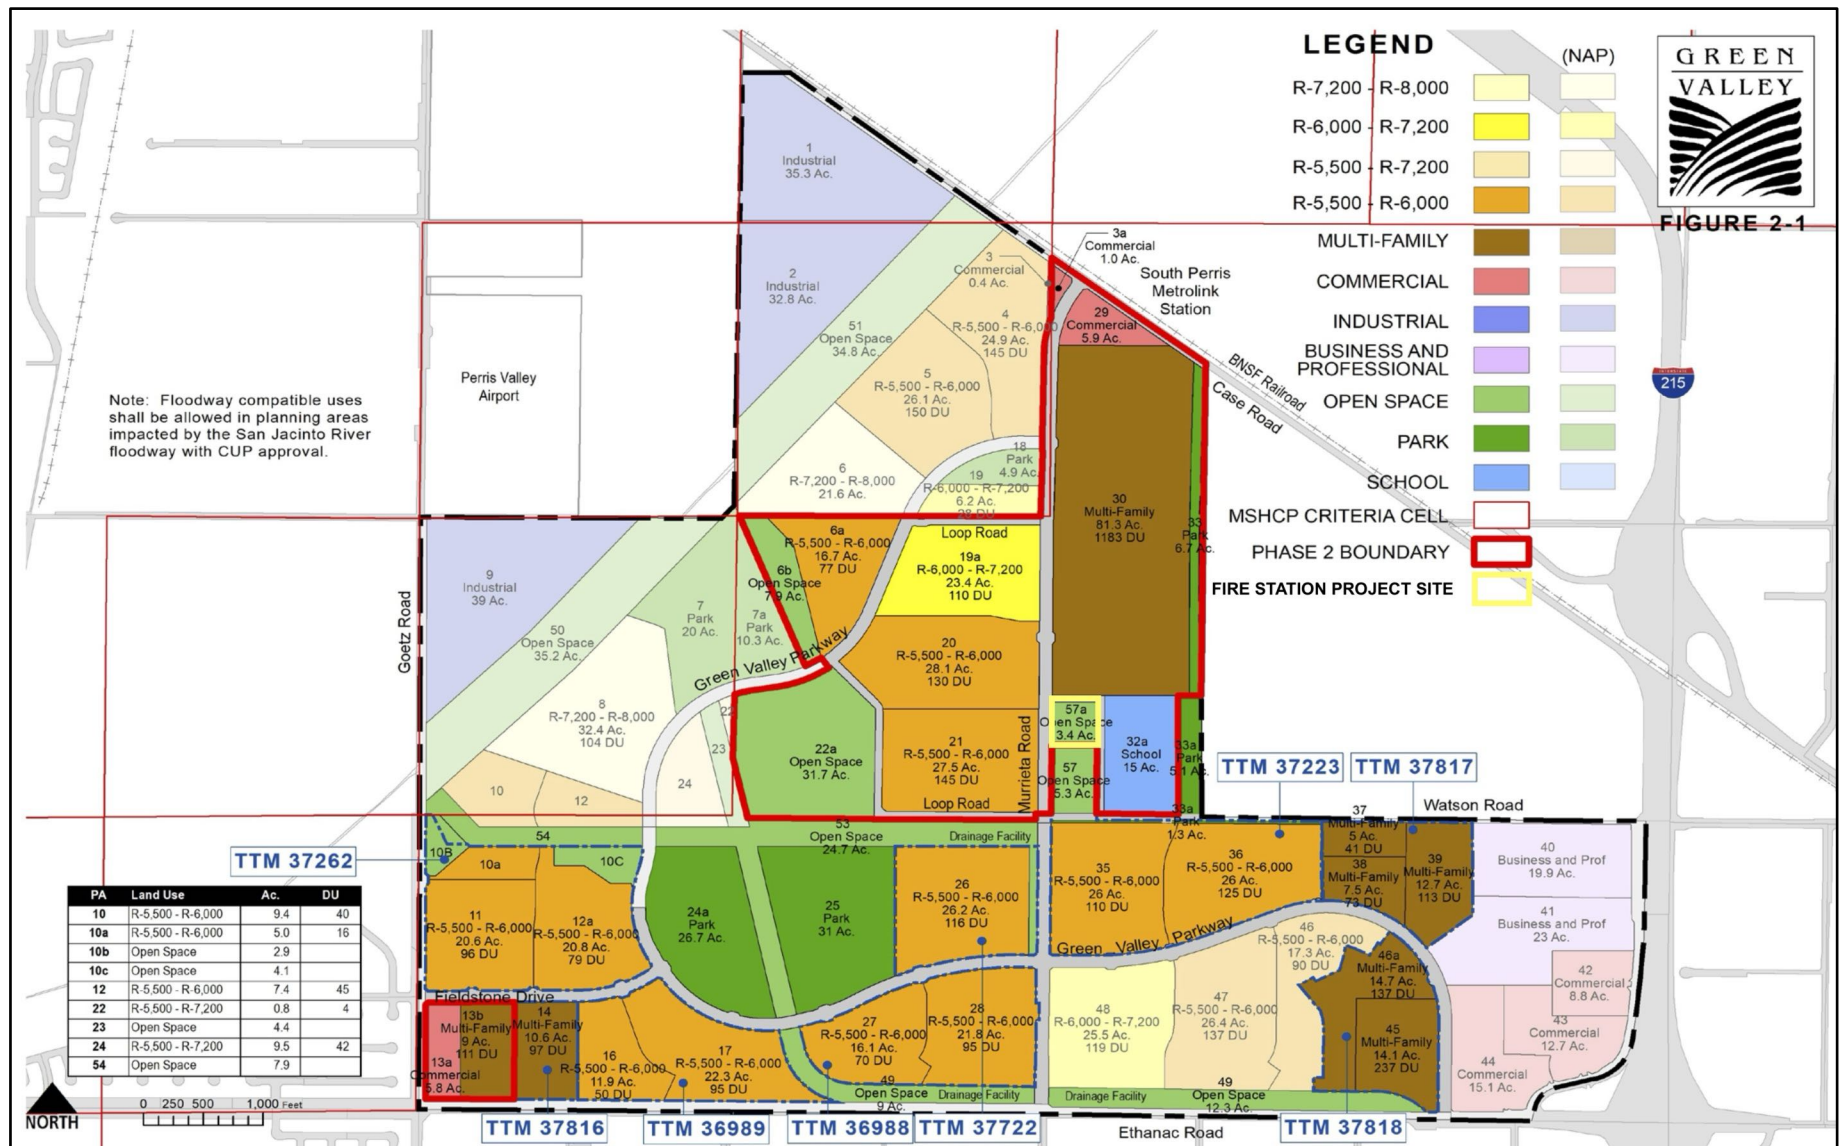 LEGEND
(NAP)
R-7,200 - R-8,000
R-6,000 - R-7,200
R-5,500 - R-7,200
R-5,500 - R-6,000
MULTI-FAMILY
COMMERCIAL
INDUSTRIAL
BUSINESS AND
PROFESSIONAL
OPEN SPACE
PARK
SCHOOL
MSHCP CRITERIA CELL
PHASE 2 BOUNDARY
FIRE STATION PROJECT SITE
GREEN
VALLEY
FIGURE 2-1
INTERSTATE
215
1
Industrial
35.3 Ac.
2
Industrial
32.8 Ac.
51
Open Space
34.8 Ac.
3
Commercial
0.4 Ac.
3a
Commercial
1.0 Ac.
South Perris
Metrolink
Station
4
R-5,500 - R-6,000
24.9 Ac.
145 DU
29
Commercial
5.9 Ac.
BNSF Railroad
Case Road
5
R-5,500 - R-6,000
26.1 Ac.
150 DU
Perris Valley
Airport
Note: Floodway compatible uses
shall be allowed in planning areas
impacted by the San Jacinto River
floodway with CUP approval.
6
R-7,200 - R-8,000
21.6 Ac.
18
Park
4.9 Ac.
19
R-6,000 - R-7,200
6.2 Ac.
28 DU
30
Multi-Family
81.3 Ac.
1183 DU
33
Park
6.7 Ac.
Loop Road
6a
R-5,500 - R-6,000
16.7 Ac.
77 DU
19a
R-6,000 - R-7,200
23.4 Ac.
110 DU
6b
Open Space
7.9 Ac.
9
Industrial
39 Ac.
Goetz Road
50
Open Space
35.2 Ac.
7
Park
20 Ac.
7a
Park
10.3 Ac.
Green Valley Parkway
20
R-5,500 - R-6,000
28.1 Ac.
130 DU
8
R-7,200 - R-8,000
32.4 Ac.
104 DU
22
23
24
22a
Open Space
31.7 Ac.
21
R-5,500 - R-6,000
27.5 Ac.
145 DU
Loop Road
Murrieta Road
57a
Open Space
3.4 Ac.
57
Open Space
5.3 Ac.
32a
School
15 Ac.
33a
Park
5.1 Ac.
33a
Park
1.3 Ac.
TTM 37223
TTM 37817
Watson Road
10
12
54
53
Open Space
24.7 Ac.
Drainage Facility
TTM 37262
10B
10a
10C
11
R-5,500 - R-6,000
20.6 Ac.
96 DU
12a
R-5,500 - R-6,000
20.8 Ac.
79 DU
24a
Park
26.7 Ac.
25
Park
31 Ac.
26
R-5,500 - R-6,000
26.2 Ac.
116 DU
35
R-5,500 - R-6,000
26 Ac.
110 DU
36
R-5,500 - R-6,000
26 Ac.
125 DU
37
Multi-Family
5 Ac.
41 DU
38
Multi-Family
7.5 Ac.
73 DU
39
Multi-Family
12.7 Ac.
113 DU
40
Business and Prof
19.9 Ac.
41
Business and Prof
23 Ac.
42
Commercial
8.8 Ac.
43
Commercial
12.7 Ac.
44
Commercial
15.1 Ac.
Green Valley Parkway
46
R-5,500 - R-6,000
17.3 Ac.
90 DU
46a
Multi-Family
14.7 Ac.
137 DU
45
Multi-Family
14.1 Ac.
237 DU
47
R-5,500 - R-6,000
26.4 Ac.
137 DU
48
R-6,000 - R-7,200
25.5 Ac.
119 DU
Fieldstone Drive
13a
Commercial
5.8 Ac.
13b
Multi-Family
9 Ac.
111 DU
14
Multi-Family
10.6 Ac.
97 DU
16
R-5,500 - R-6,000
11.9 Ac.
50 DU
17
R-5,500 - R-6,000
22.3 Ac.
95 DU
27
R-5,500 - R-6,000
16.1 Ac.
70 DU
28
R-5,500 - R-6,000
21.8 Ac.
95 DU
49
Open Space
9 Ac.
Drainage Facility
Drainage Facility
49
Open Space
12.3 Ac.
PA Land Use Ac. DU
10 R-5,500 - R-6,000 9.4 40
10a R-5,500 - R-6,000 5.0 16
10b Open Space 2.9
10c Open Space 4.1
12 R-5,500 - R-6,000 7.4 45
22 R-5,500 - R-7,200 0.8 4
23 Open Space 4.4
24 R-5,500 - R-7,200 9.5 42
54 Open Space 7.9
NORTH
0 250 500 1,000 Feet
TTM 37816
TTM 36989
TTM 36988
TTM 37722
TTM 37818
Ethanac Road